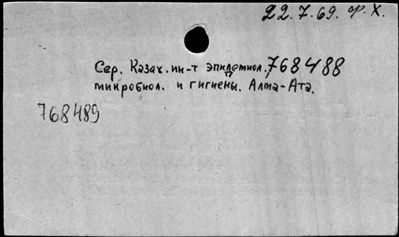 22.7.69. Ф.Х.
Сер. Казах. ин-т эпидемиол., 768488
микробиол. и гигиены. Алма-Ата.
768489